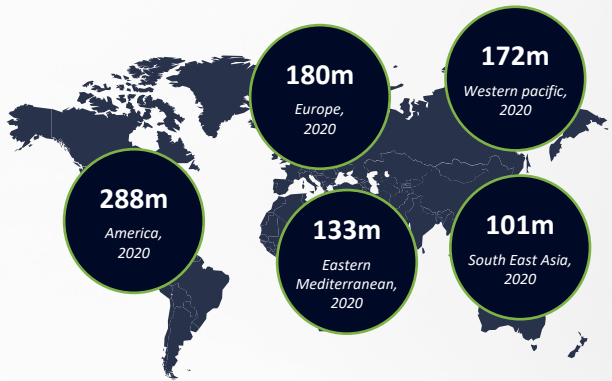 180m
Europe,
2020
172m
Western pacific,
2020
288m
America,
2020
133m
Eastern
Mediterranean,
2020
101m
South East Asia,
2020